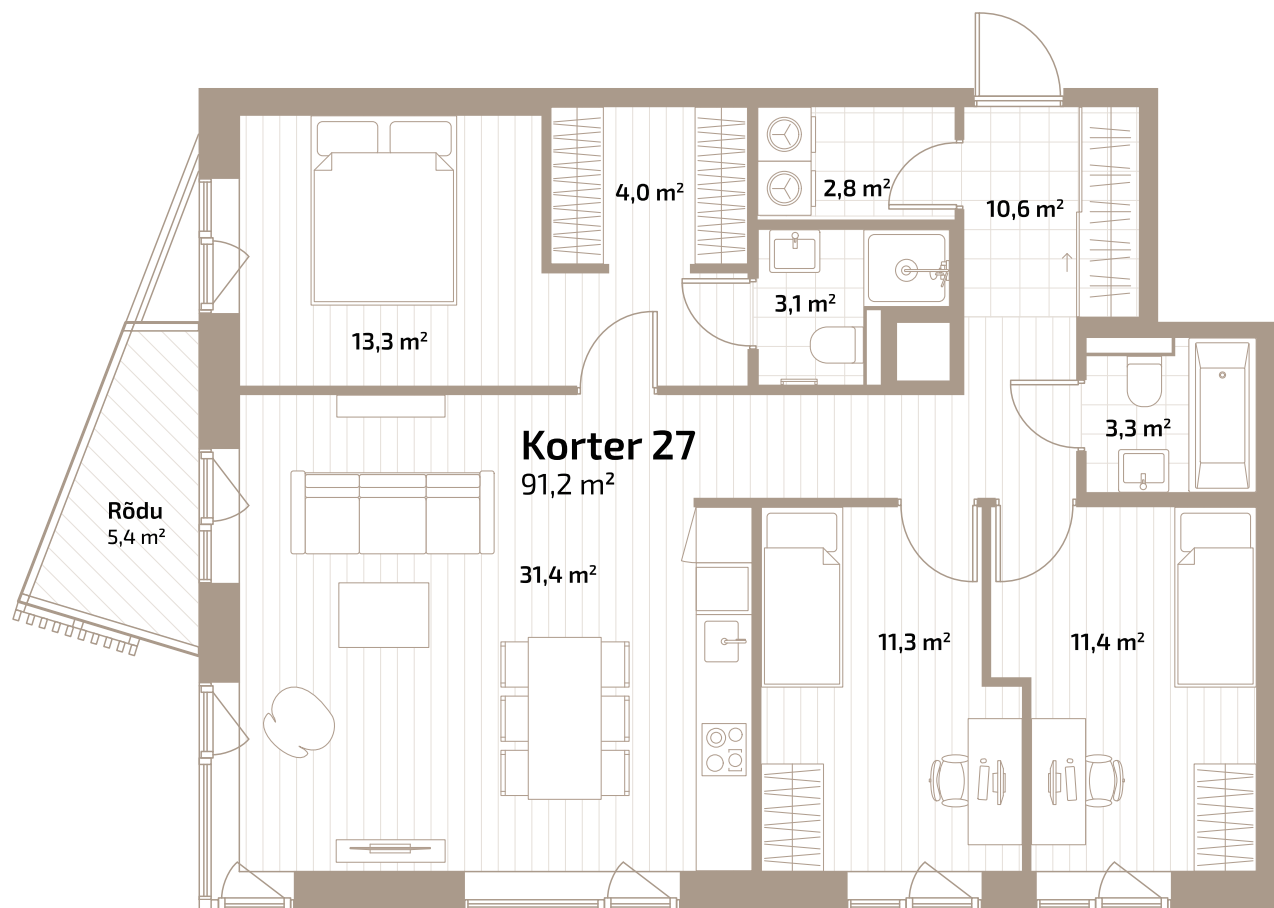 4,0 m²
2,8 m²
10,6 m²
3,1 m²
13,3 m²
3,3 m²
Korter 27
91,2 m²
Rõdu
5,4 m²
31,4 m²
11,3 m²
11,4 m²